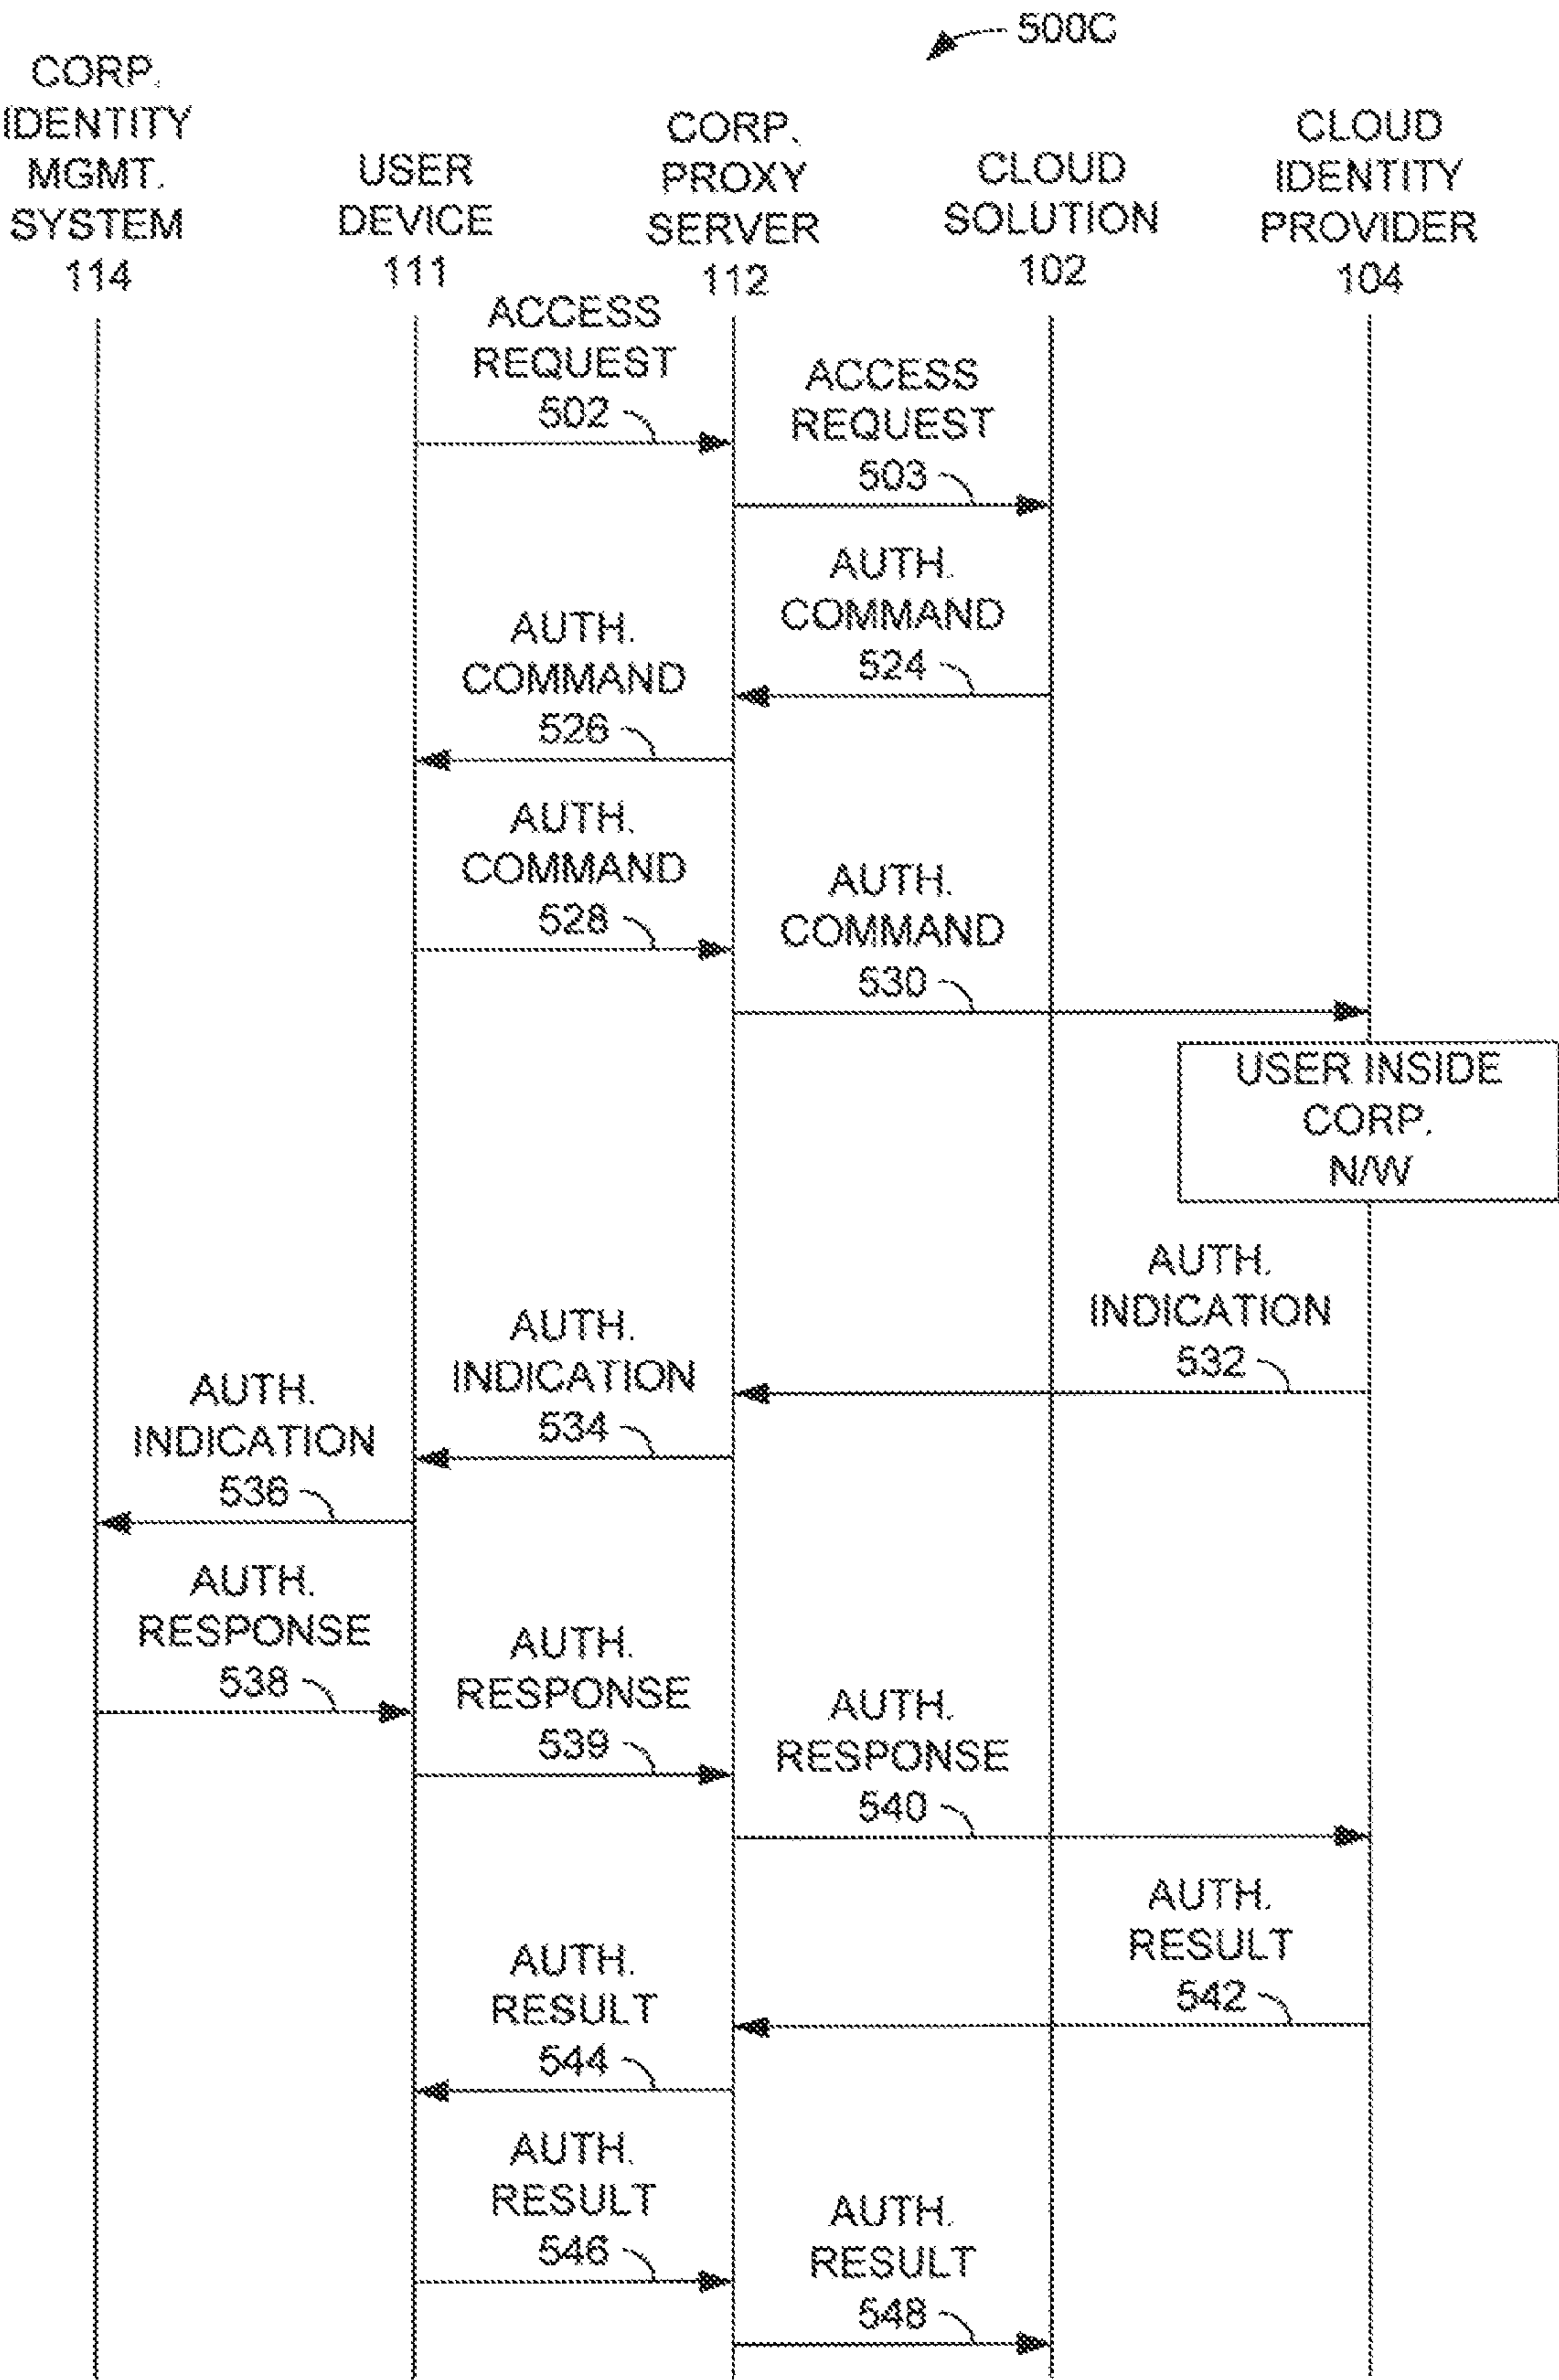 500C
CORP.
IDENTITY
MGMT.
SYSTEM
114
USER
DEVICE
111
CORP.
PROXY
SERVER
112
CLOUD
SOLUTION
102
CLOUD
IDENTITY
PROVIDER
104
ACCESS
REQUEST
502
ACCESS
REQUEST
503
AUTH.
COMMAND
524
AUTH.
COMMAND
526
AUTH.
COMMAND
528
AUTH.
COMMAND
530
USER INSIDE
CORP.
N/W
AUTH.
INDICATION
532
AUTH.
INDICATION
534
AUTH.
INDICATION
536
AUTH.
RESPONSE
538
AUTH.
RESPONSE
539
AUTH.
RESPONSE
540
AUTH.
RESULT
542
AUTH.
RESULT
544
AUTH.
RESULT
546
AUTH.
RESULT
548